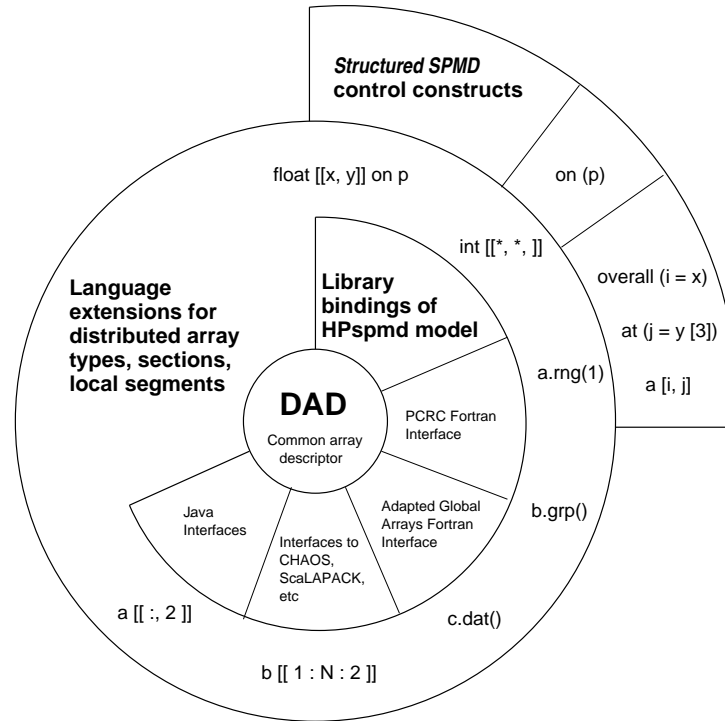 Structured SPMD
control constructs
float [[x, y]] on p
on (p)
int [[*, *, ]]
overall (i = x)
at (j = y [3])
a [i, j]
Language
extensions for
distributed array
types, sections,
local segments
Library
bindings of
HPspmd model
a.rng(1)
DAD
Common array
descriptor
PCRC Fortran
Interface
b.grp()
Adapted Global
Arrays Fortran
Interface
Java
Interfaces
Interfaces to
CHAOS,
ScaLAPACK,
etc
c.dat()
a [[ :, 2 ]]
b [[ 1 : N : 2 ]]